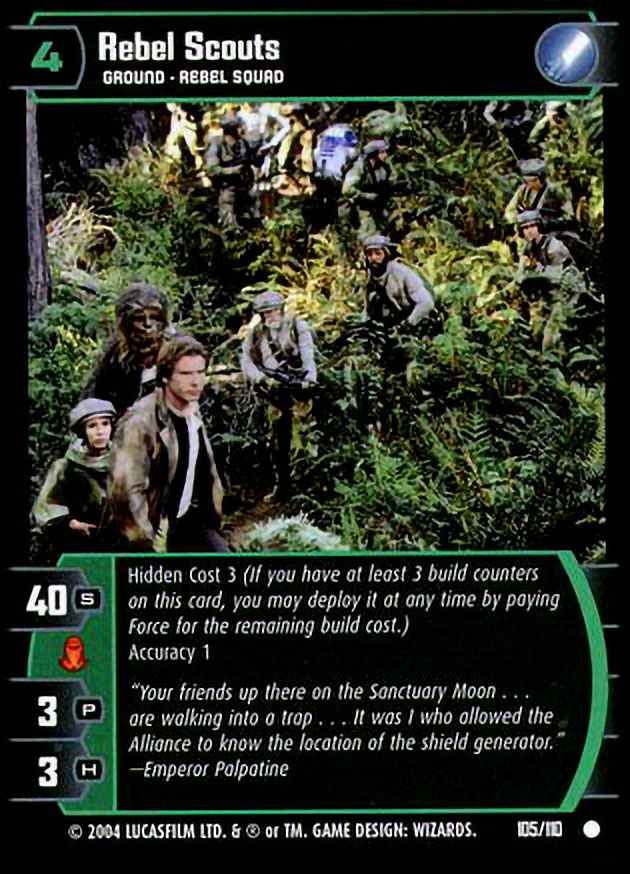 4
Rebel Scouts
GROUND • REBEL SQUAD
40 S
Hidden Cost 3 (If you have at least 3 build counters
on this card, you may deploy it at any time by paying
Force for the remaining build cost.)
Accuracy 1
3 P
"Your friends up there on the Sanctuary Moon . . .
are walking into a trap . . . It was I who allowed the
Alliance to know the location of the shield generator."
3 H
—Emperor Palpatine
© 2004 LUCASFILM LTD. & ® or TM. GAME DESIGN: WIZARDS.
105/110